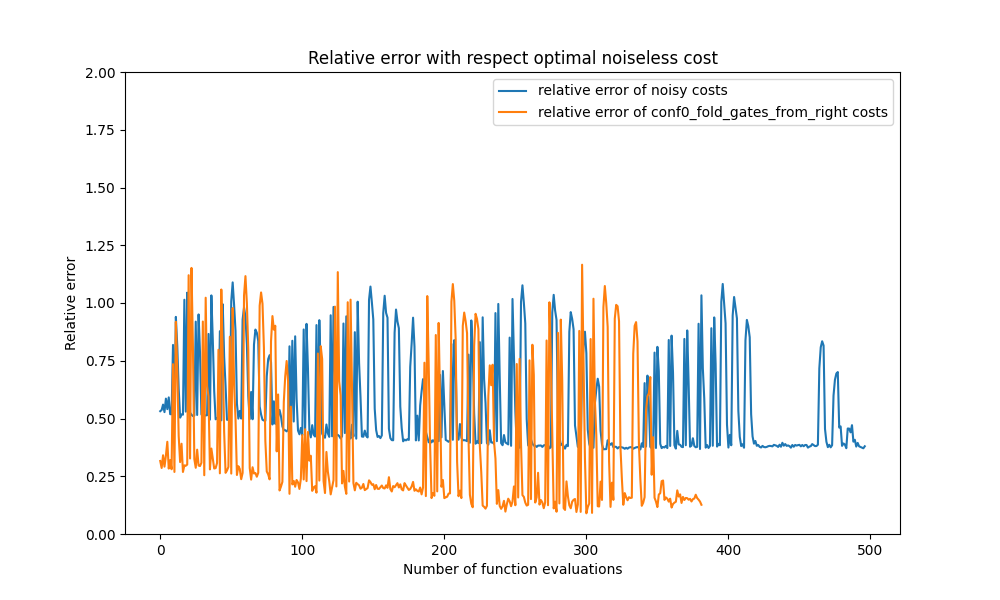 Relative error with respect optimal noiseless cost
relative error of noisy costs
relative error of conf0_fold_gates_from_right costs
2.00
1.75
1.50
1.25
1.00
0.75
0.50
0.25
0.00
Relative error
0 100 200 300 400 500
Number of function evaluations